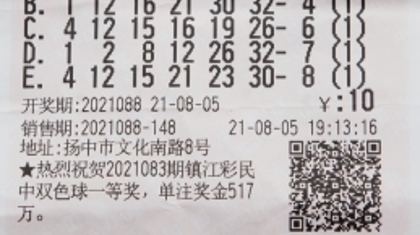 B. 1 12 16 21 30 32- 4 (1)
C. 4 12 15 16 19 26- 6 (1)
D. 1 2 8 12 26 32- 7 (1)
E. 4 12 15 21 23 30- 8 (1)
开奖期:2021088 21-08-05 ￥:10
销售期:2021088-148 21-08-05 19:13:16
地址:扬中市文化南路8号
★热烈祝贺2021083期镇江彩民
中双色球一等奖，单注奖金517
万。